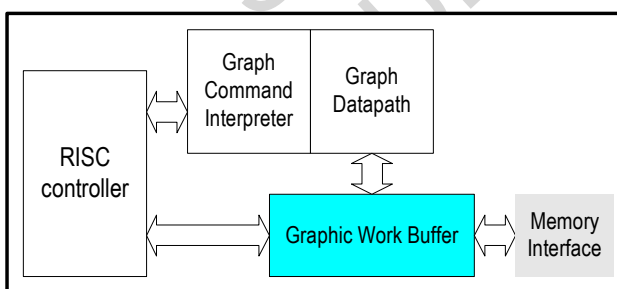 Graph
Command
Interpreter
Graph
Datapath
RISC
controller
Graphic Work Buffer
Memory
Interface